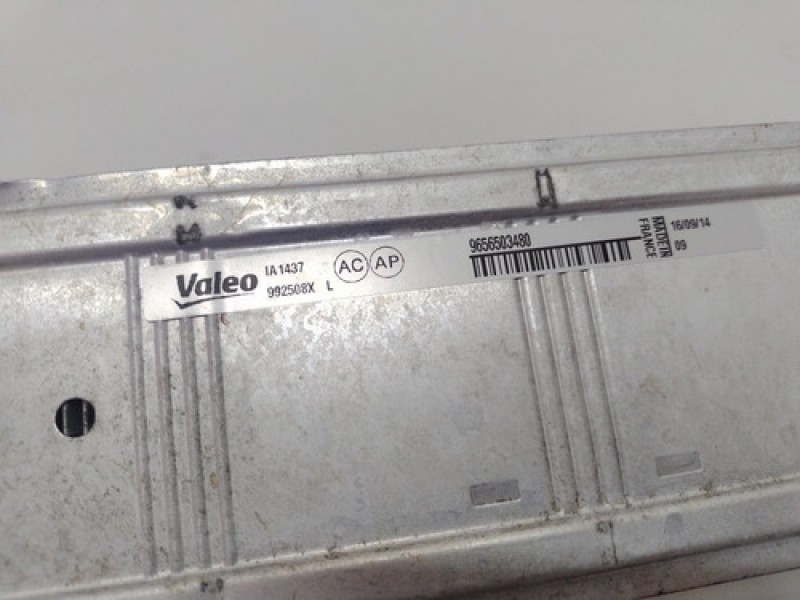 Valeo
IA1437
992508X L
AC AP
9656503480
MADE IN
FRANCE
16/09/14
09